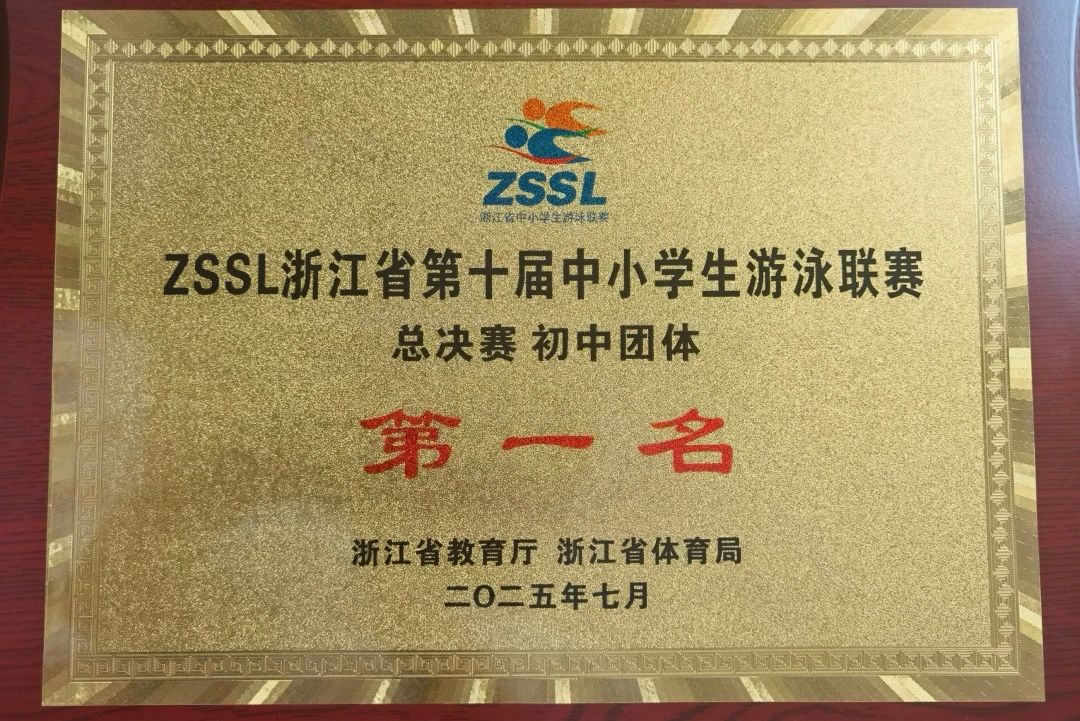 ZSSL
浙江省中小学生游泳联赛
ZSSL浙江省第十届中小学生游泳联赛
总决赛 初中团体
第一名
浙江省教育厅 浙江省体育局
二〇二五年七月